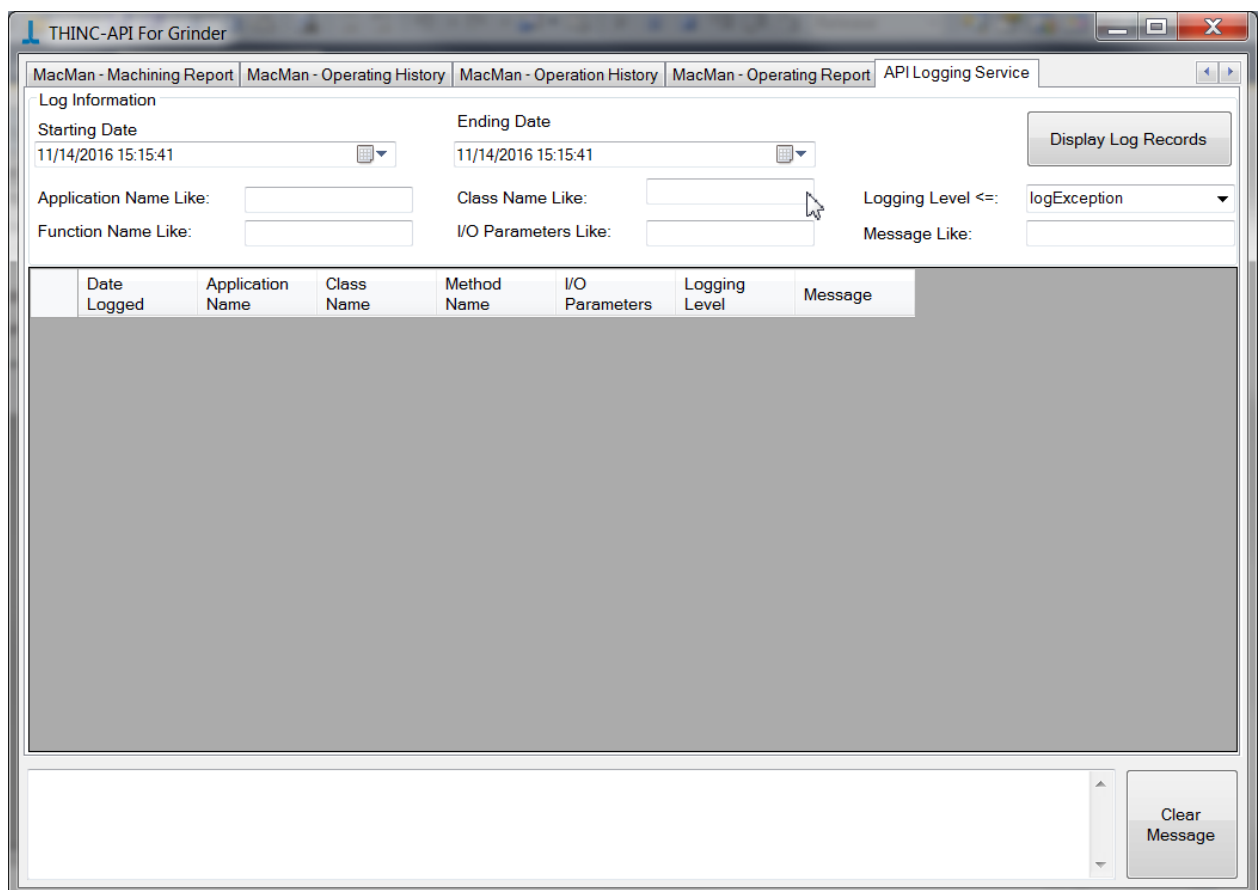 THINC-API For Grinder
MacMan - Machining Report MacMan - Operating History MacMan - Operation History MacMan - Operating Report API Logging Service
Log Information
Starting Date Ending Date
Display Log Records
11/14/2016 15:15:41 11/14/2016 15:15:41
Application Name Like: Class Name Like: Logging Level <=: logException
Function Name Like: I/O Parameters Like: Message Like:
Date Application Class Method I/O Logging
Logged Name Name Name Parameters Level Message
Clear
Message